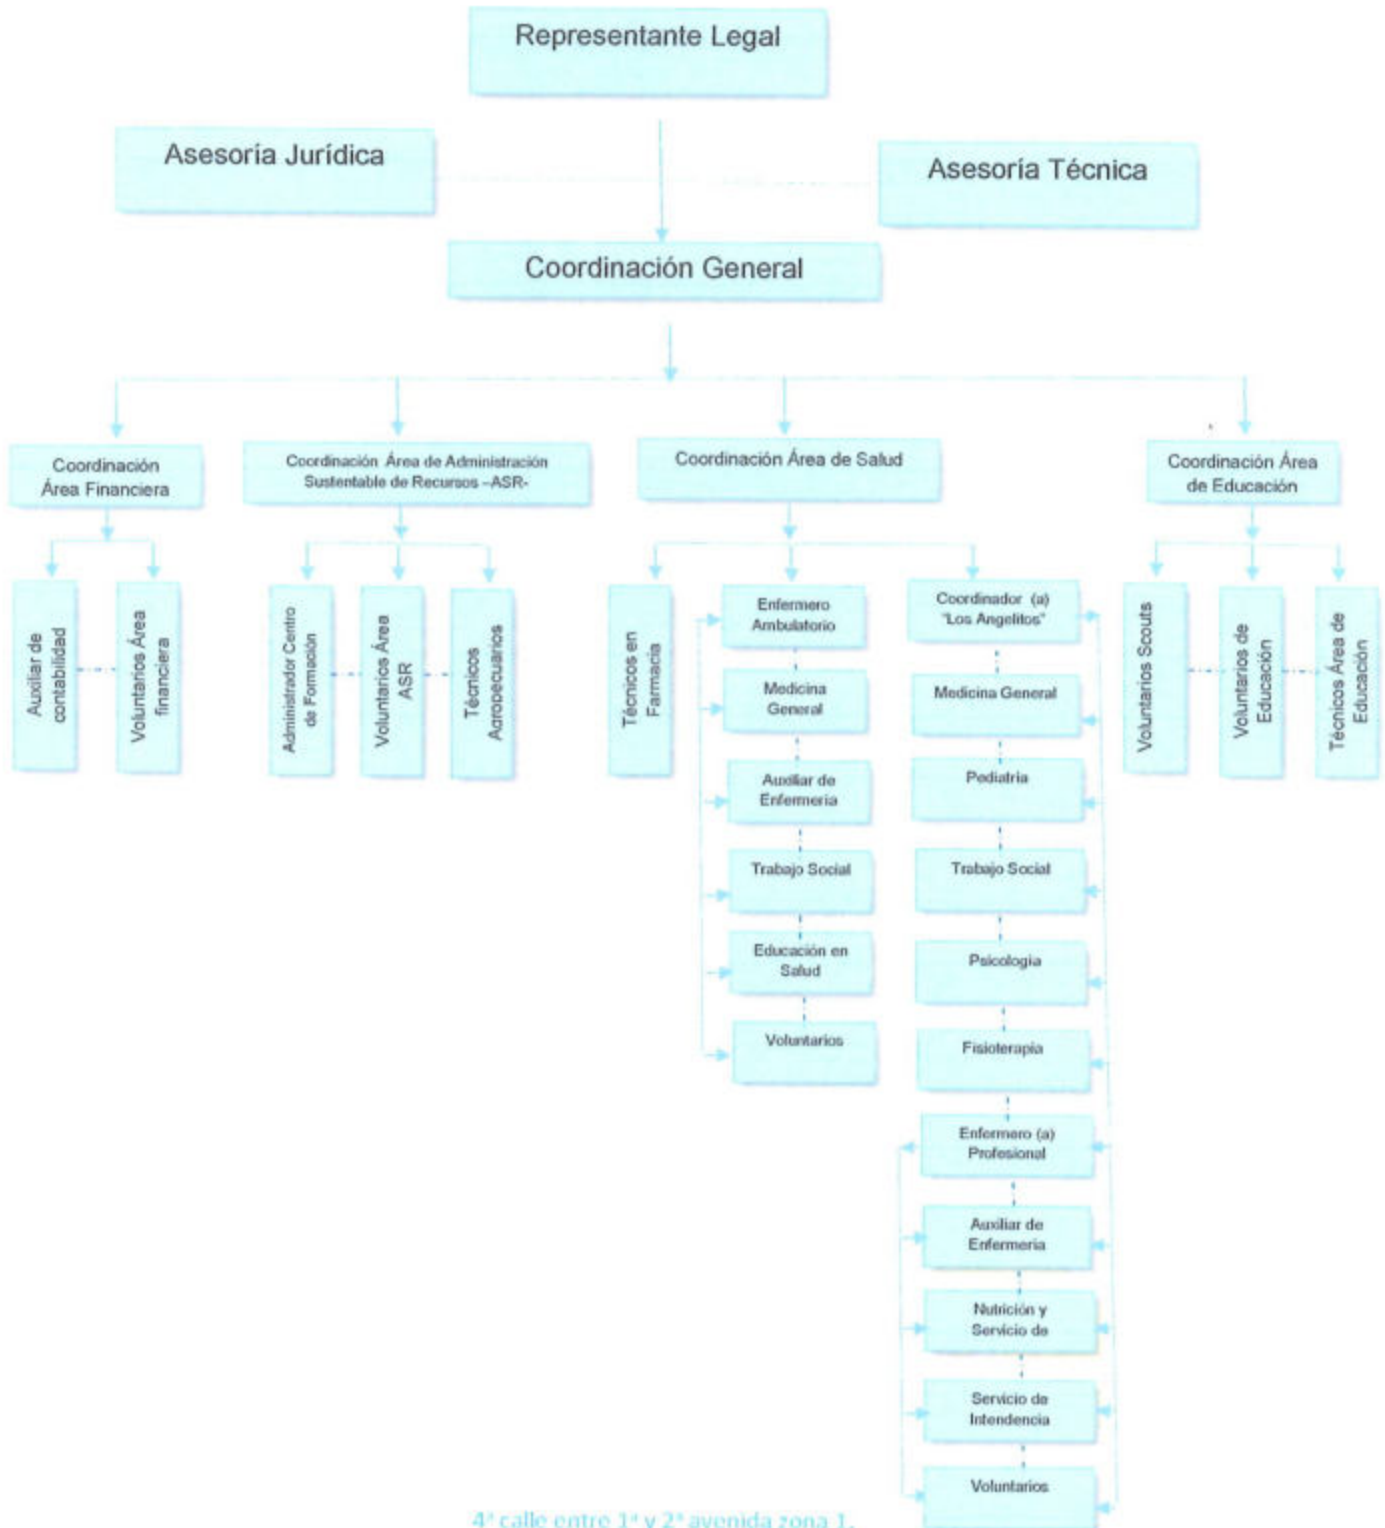 Representante Legal
Asesoría Jurídica
Asesoría Técnica
Coordinación General
Coordinación
Área Financiera
Coordinación Área de Administración
Sustentable de Recursos –ASR-
Coordinación Área de Salud
Coordinación Área
de Educación
Auxiliar de
contabilidad
Voluntarios Área
financiera
Administrador Centro
de Formación
Voluntarios Área
ASR
Técnicos
Agropecuarios
Técnicos en
Farmacia
Enfermero
Ambulatorio
Medicina
General
Auxiliar de
Enfermería
Trabajo Social
Educación en
Salud
Voluntarios
Coordinador (a)
"Los Angelitos"
Medicina General
Pediatria
Trabajo Social
Psicología
Fisioterapia
Enfermero (a)
Profesional
Auxiliar de
Enfermeria
Nutrición y
Servicio de
Servicio de
Intendencia
Voluntarios
Voluntarios Scouts
Voluntarios de
Educación
Técnicos Área de
Educación
4ª calle entre 1ª y 2ª avenida zona 1,